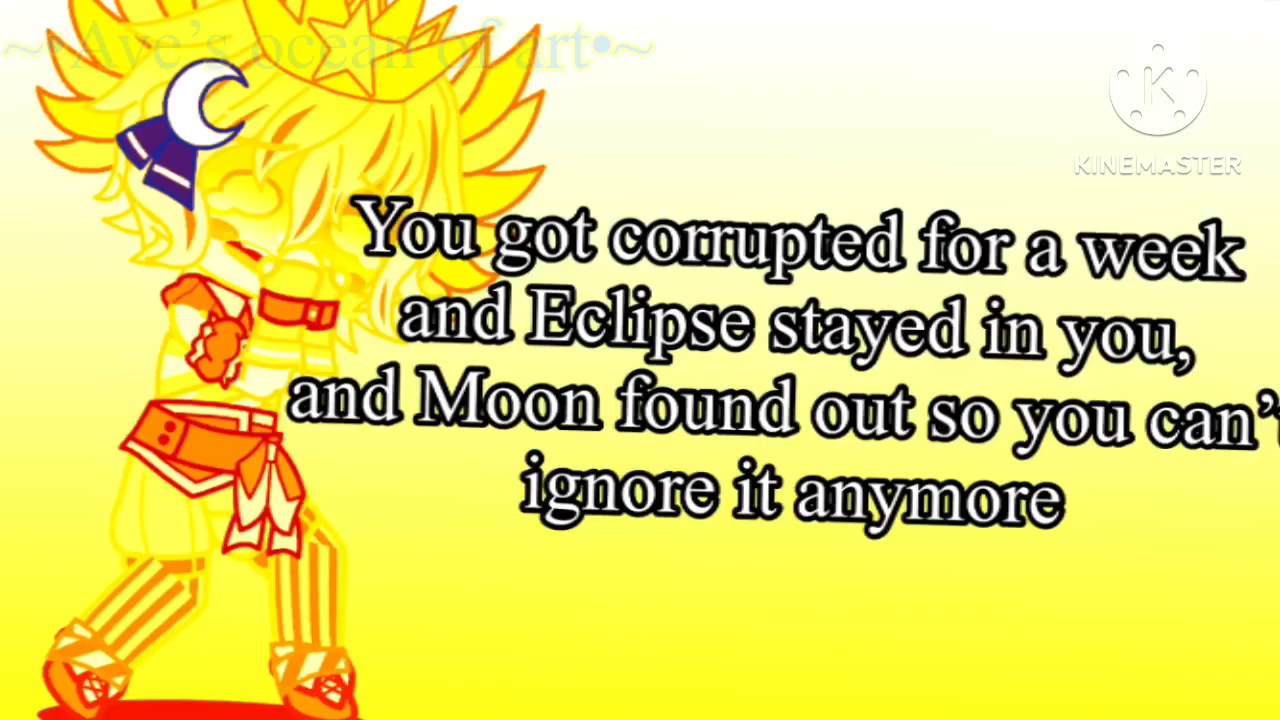 ~•Ave's ocean of art•~
K
KINEMASTER
You got corrupted for a week
and Eclipse stayed in you,
and Moon found out so you can't
ignore it anymore